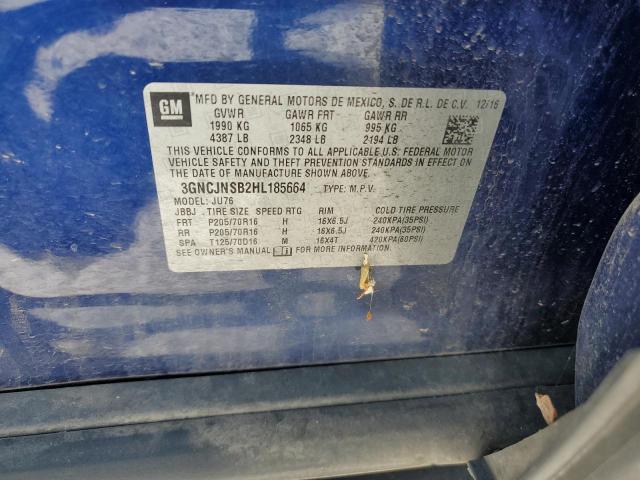 GM
MFD BY GENERAL MOTORS DE MEXICO, S. DE R.L. DE C.V. 12/16
GVWR GAWR FRT GAWR RR
1990 KG 1065 KG 995 KG
4387 LB 2348 LB 2194 LB
THIS VEHICLE CONFORMS TO ALL APPLICABLE U.S. FEDERAL MOTOR
VEHICLE SAFETY AND THEFT PREVENTION STANDARDS IN EFFECT ON THE
DATE OF MANUFACTURE SHOWN ABOVE.
3GNCJNSB2HL185664 TYPE: M.P.V.
MODEL: JU76
JBBJ TIRE SIZE SPEED RTG RIM COLD TIRE PRESSURE
FRT P205/70R16 H 16X6.5J 240KPA(35PSI)
RR P205/70R16 H 16X6.5J 240KPA(35PSI)
SPA T125/70D16 M 16X4T 420KPA(60PSI)
SEE OWNER'S MANUAL FOR MORE INFORMATION.